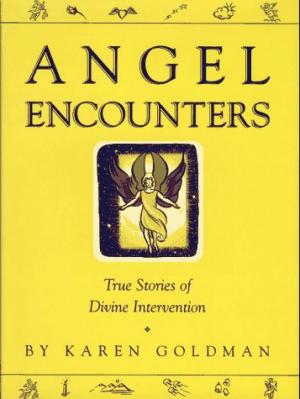 ANGEL
ENCOUNTERS
True Stories of
Divine Intervention
BY KAREN GOLDMAN